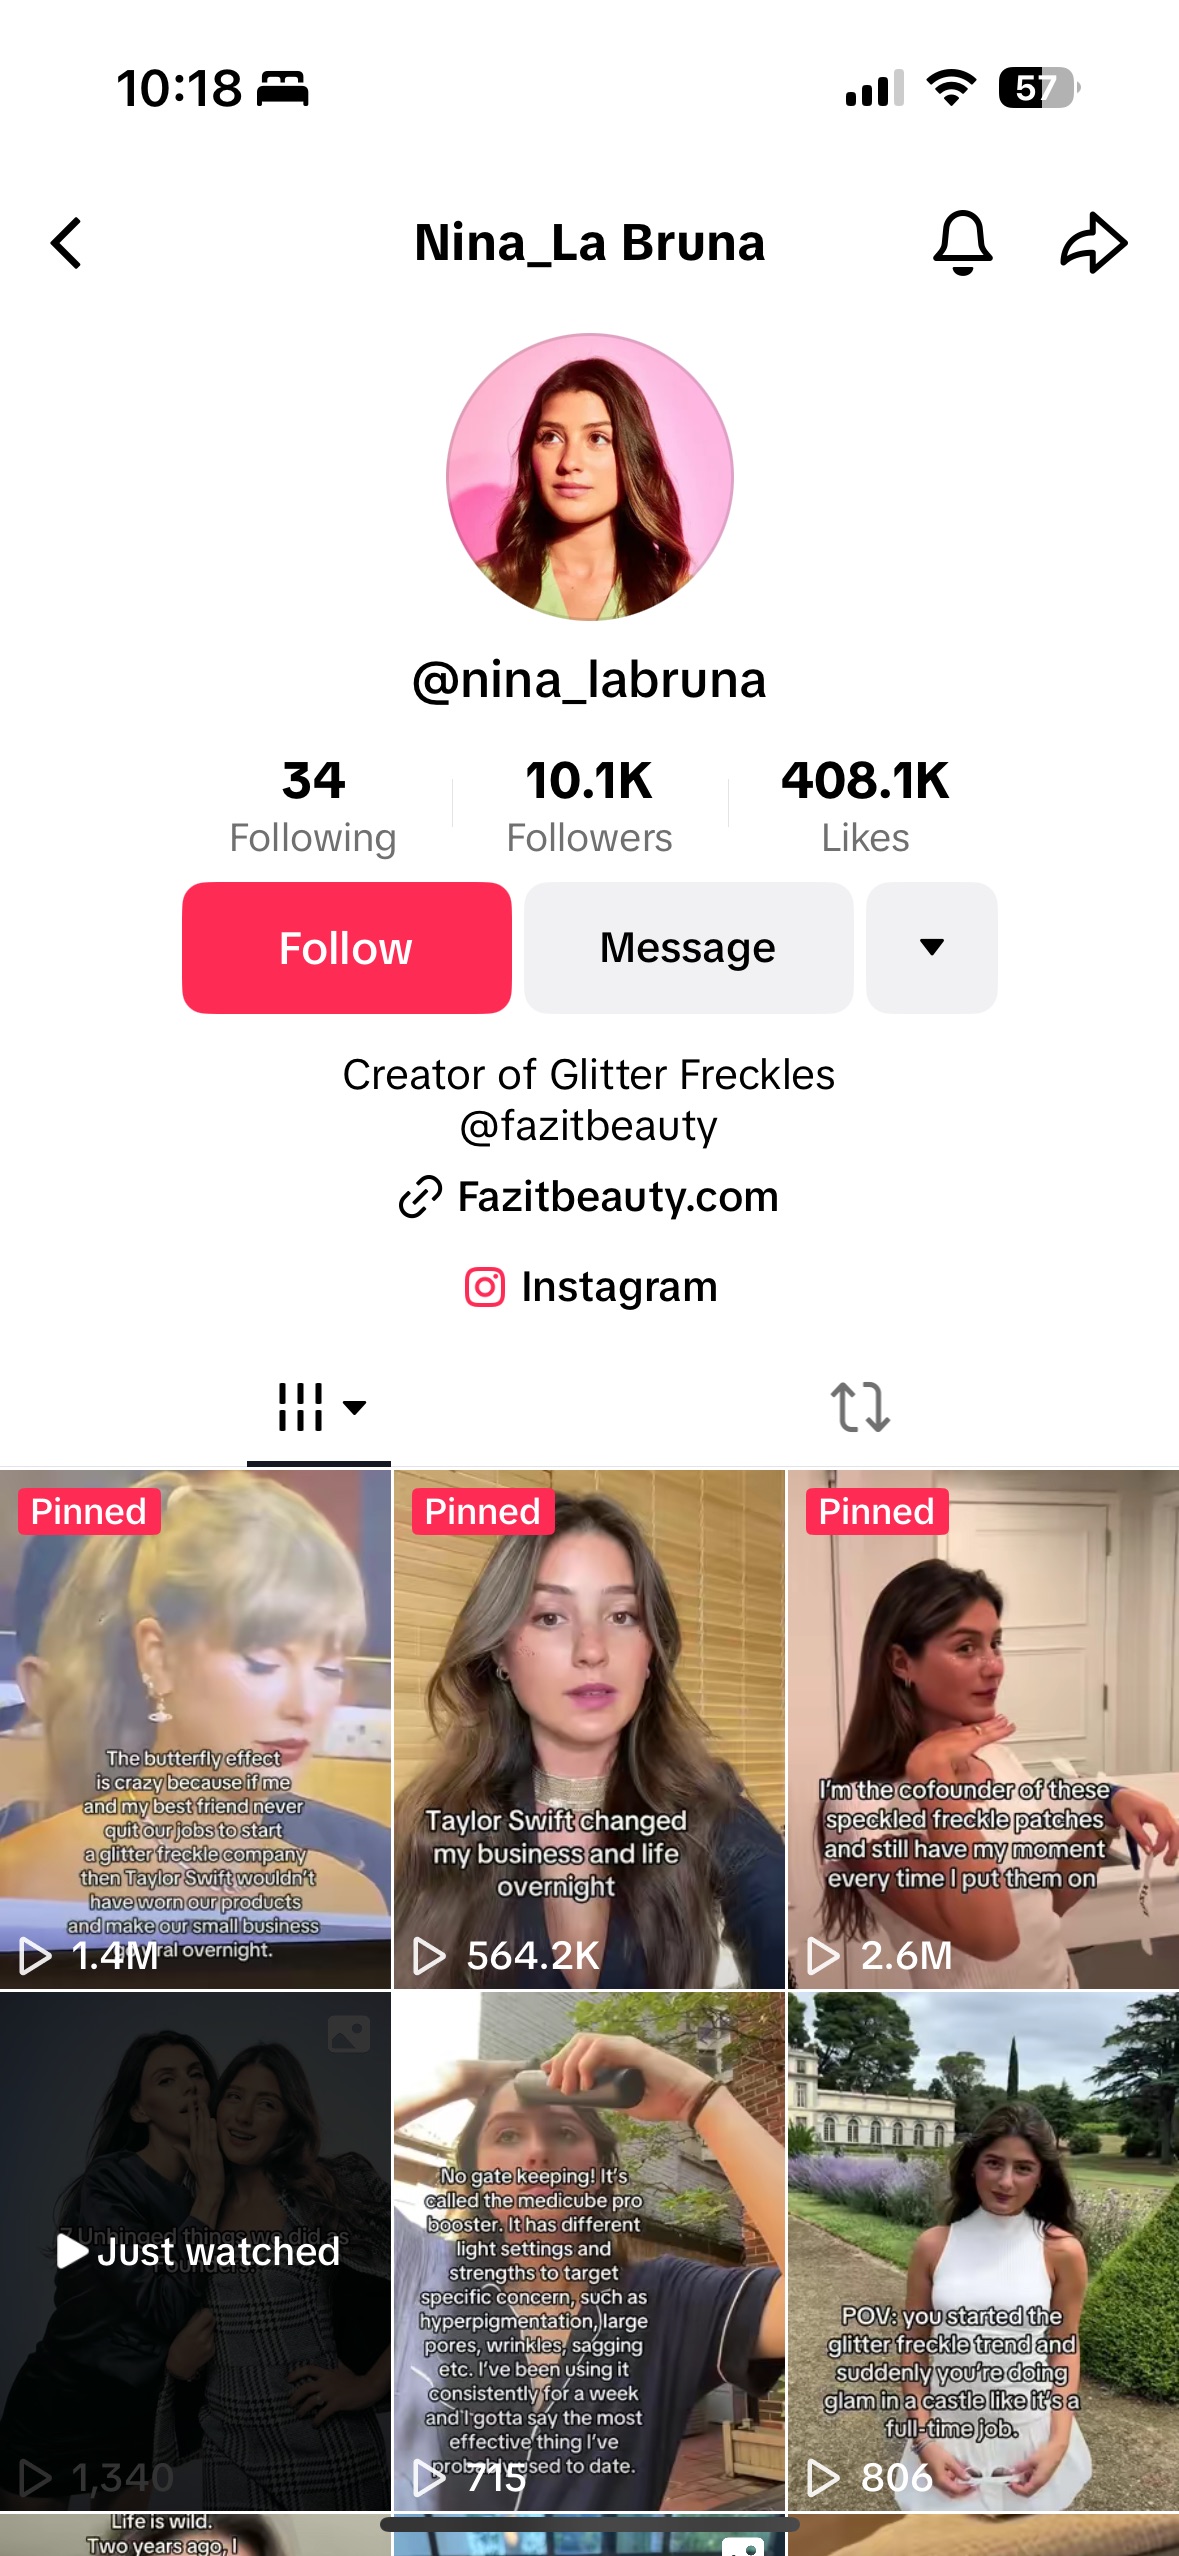 10:18
57
Nina_La Bruna
@nina_labruna
34
Following
10.1K
Followers
408.1K
Likes
Follow
Message
Creator of Glitter Freckles
@fazitbeauty
Fazitbeauty.com
Instagram
Pinned
The butterfly effect
is crazy because if me
and my best friend never
quit our jobs to start
a glitter freckle company
then Taylor Swift wouldn't
have worn our products
and make our small business
overnight.
1.4M
Pinned
Taylor Swift changed
my business and life
overnight
564.2K
Pinned
I'm the cofounder of these
speckled freckle patches
and still have my moment
every time I put them on
2.6M
7 Unhinged things we did as
Founders:
Just watched
1,340
No gate keeping! It's
called the medicube pro
booster. It has different
light settings and
strengths to target
specific concern, such as
hyperpigmentation, large
pores, wrinkles, sagging
etc. I've been using it
consistently for a week
and I gotta say the most
effective thing I've
probably used to date.
715
POV: you started the
glitter freckle trend and
suddenly you're doing
glam in a castle like it's a
full-time job.
806
Life is wild.
Two years ago, I